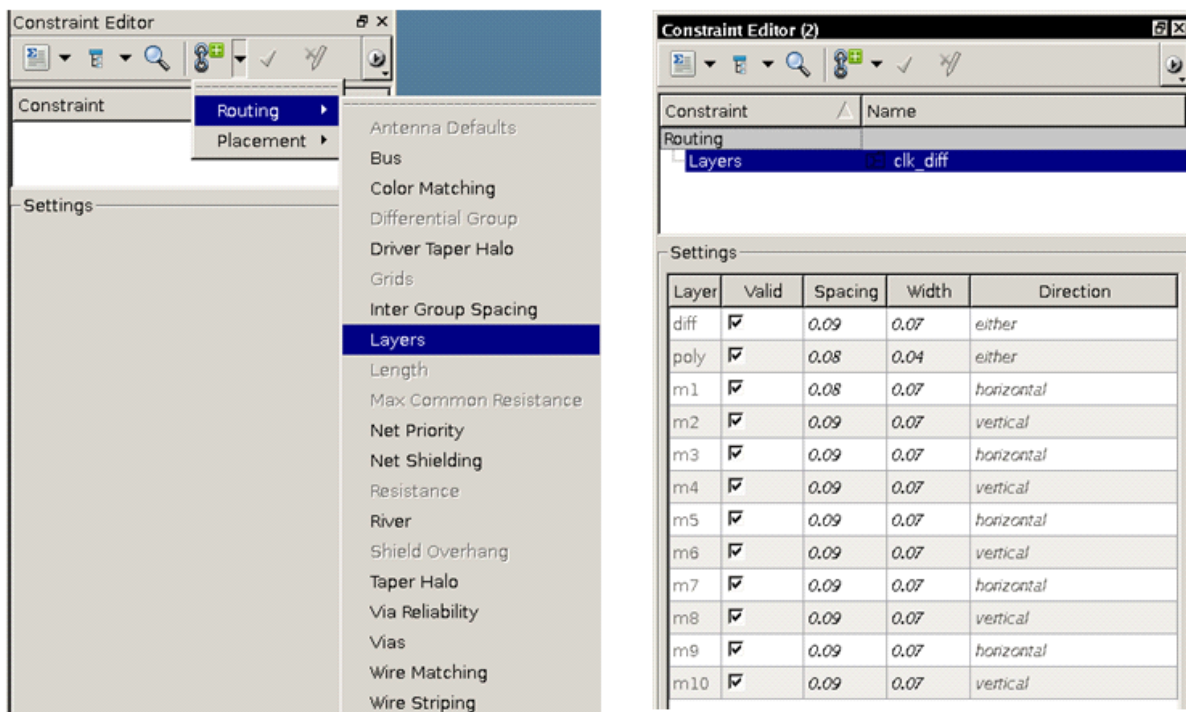 Constraint Editor
Constraint
Routing
Placement
Antenna Defaults
Bus
Color Matching
Differential Group
Driver Taper Halo
Grids
Inter Group Spacing
Layers
Length
Max Common Resistance
Net Priority
Net Shielding
Resistance
River
Shield Overhang
Taper Halo
Via Reliability
Vias
Wire Matching
Wire Striping
Settings
Constraint Editor (2)
Constraint Name
Routing
Layers clk_diff
Settings
Layer Valid Spacing Width Direction
diff 0.09 0.07 either
poly 0.08 0.04 either
m1 0.08 0.07 horizontal
m2 0.09 0.07 vertical
m3 0.09 0.07 horizontal
m4 0.09 0.07 vertical
m5 0.09 0.07 horizontal
m6 0.09 0.07 vertical
m7 0.09 0.07 horizontal
m8 0.09 0.07 vertical
m9 0.09 0.07 horizontal
m10 0.09 0.07 vertical